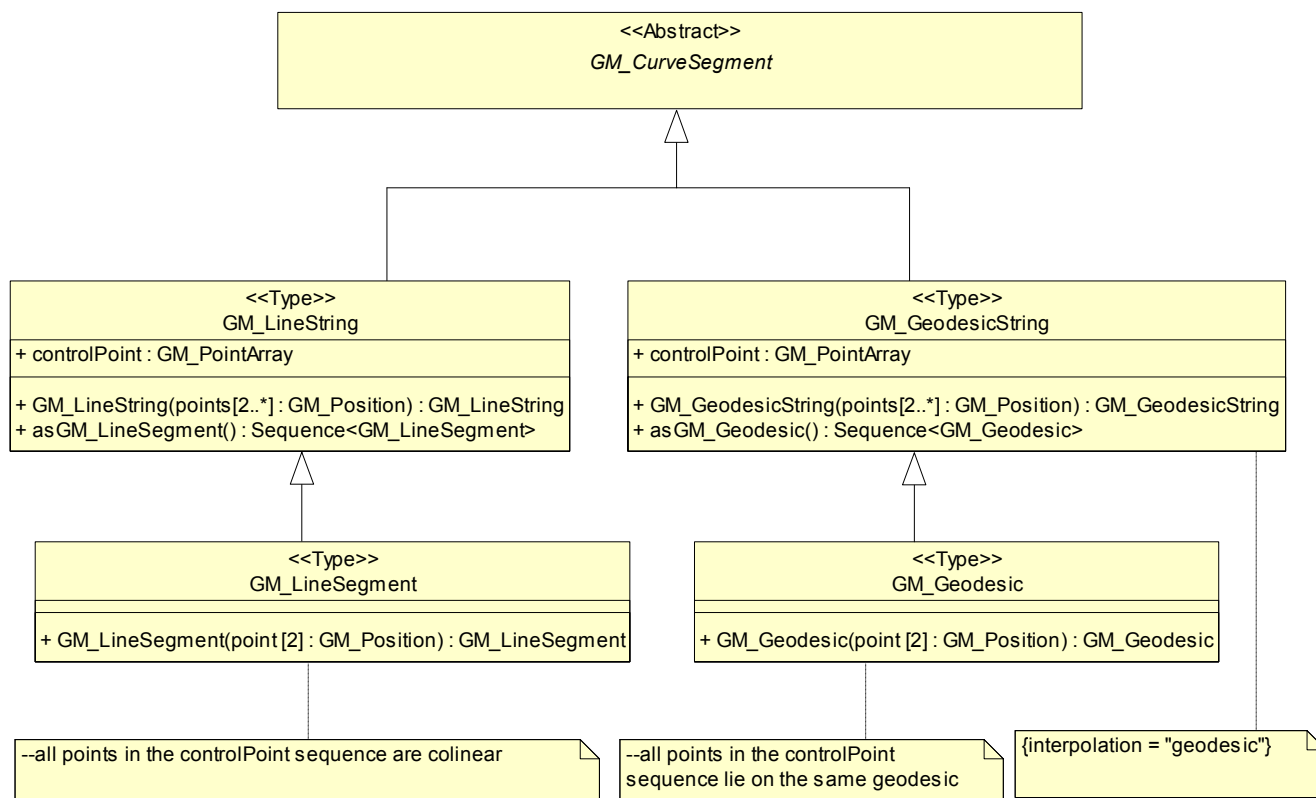 <<Abstract>>
GM_CurveSegment
<<Type>>
GM_LineString
+ controlPoint : GM_PointArray
+ GM_LineString(points[2..*] : GM_Position) : GM_LineString
+ asGM_LineSegment() : Sequence<GM_LineSegment>
<<Type>>
GM_GeodesicString
+ controlPoint : GM_PointArray
+ GM_GeodesicString(points[2..*] : GM_Position) : GM_GeodesicString
+ asGM_Geodesic() : Sequence<GM_Geodesic>
<<Type>>
GM_LineSegment
+ GM_LineSegment(point [2] : GM_Position) : GM_LineSegment
<<Type>>
GM_Geodesic
+ GM_Geodesic(point [2] : GM_Position) : GM_Geodesic
--all points in the controlPoint sequence are colinear
--all points in the controlPoint
sequence lie on the same geodesic
{interpolation = "geodesic"}